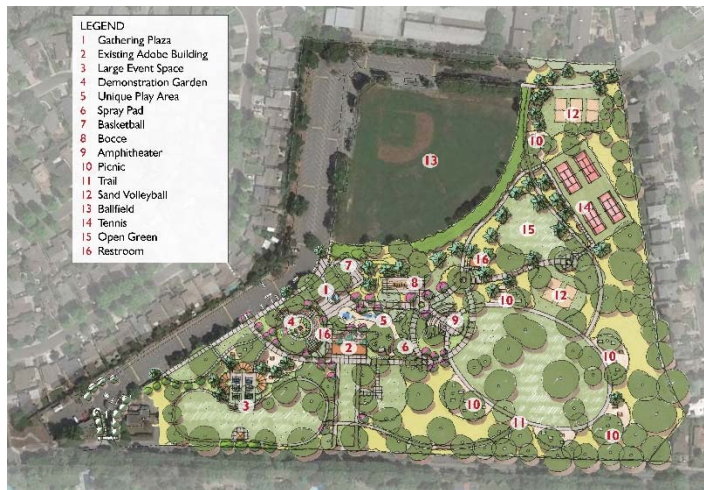 LEGEND
1 Gathering Plaza
2 Existing Adobe Building
3 Large Event Space
4 Demonstration Garden
5 Unique Play Area
6 Spray Pad
7 Basketball
8 Bocce
9 Amphitheater
10 Picnic
11 Trail
12 Sand Volleyball
13 Ballfield
14 Tennis
15 Open Green
16 Restroom
12
10
13
14
15
16
7
8
12
1
10
4
5
9
16
2
6
10
3
10
11
10